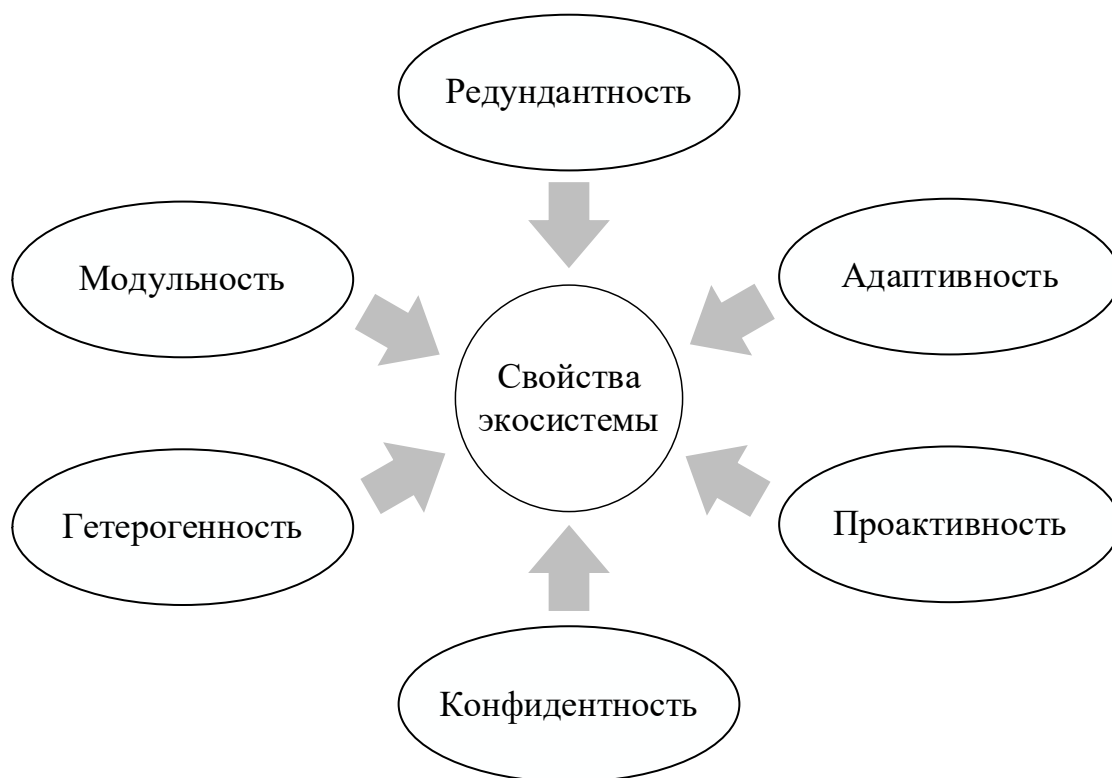 Редундантность
Модульность
Адаптивность
Свойства
экосистемы
Гетерогенность
Проактивность
Конфидентность